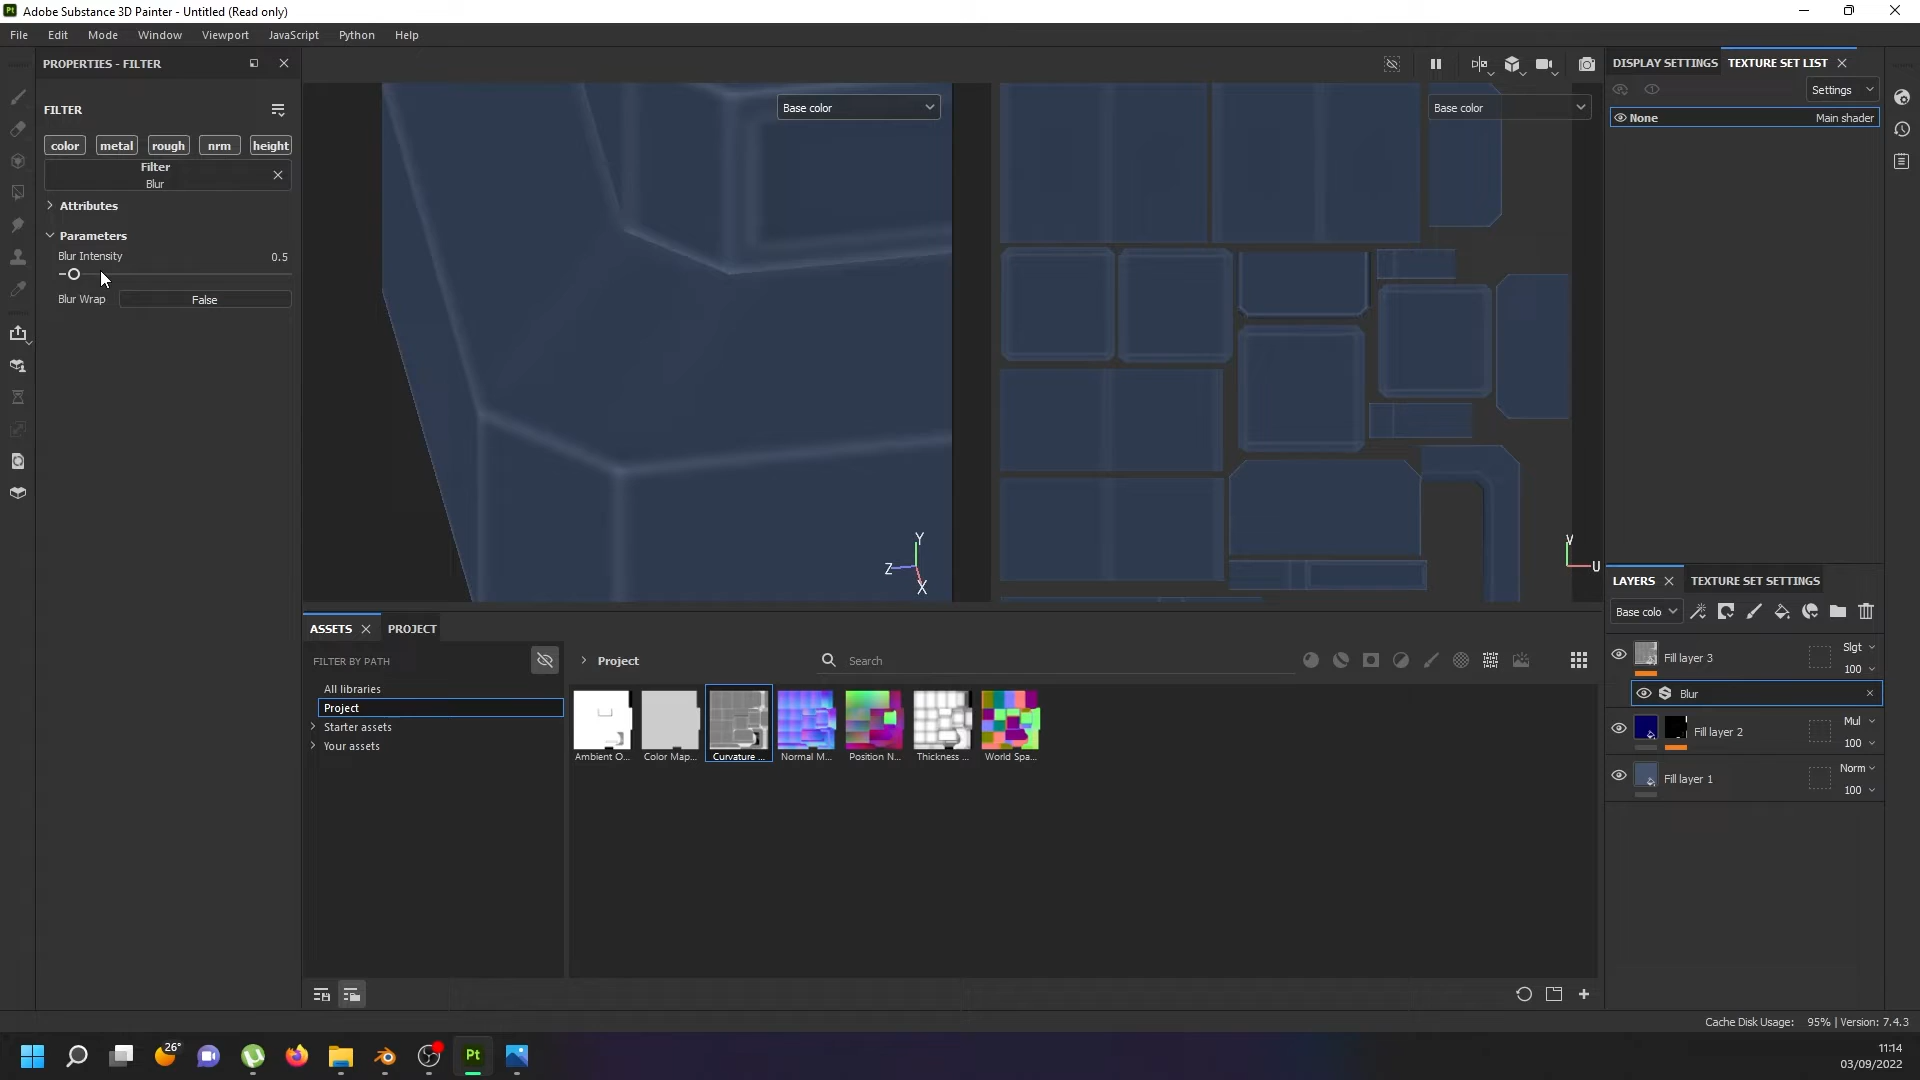 Adobe Substance 3D Painter - Untitled (Read only)
File Edit Mode Window Viewport JavaScript Python Help
PROPERTIES - FILTER
FILTER
color metal rough nrm height
Filter
Blur
Attributes
Parameters
Blur Intensity 0.5
Blur Wrap False
Base color
Y
Z
X
Base color
V
U
DISPLAY SETTINGS TEXTURE SET LIST
Settings
None Main shader
LAYERS TEXTURE SET SETTINGS
Base colo
Fill layer 3 Slgt
100
Blur
Fill layer 2 Mul
100
Fill layer 1 Norm
100
ASSETS PROJECT
FILTER BY PATH
All libraries
Project
Starter assets
Your assets
Project Search
Ambient O... Color Map... Curvature ... Normal M... Position N... Thickness ... World Spa...
Cache Disk Usage: 95% | Version: 7.4.3
26°
Pt
11:14
03/09/2022